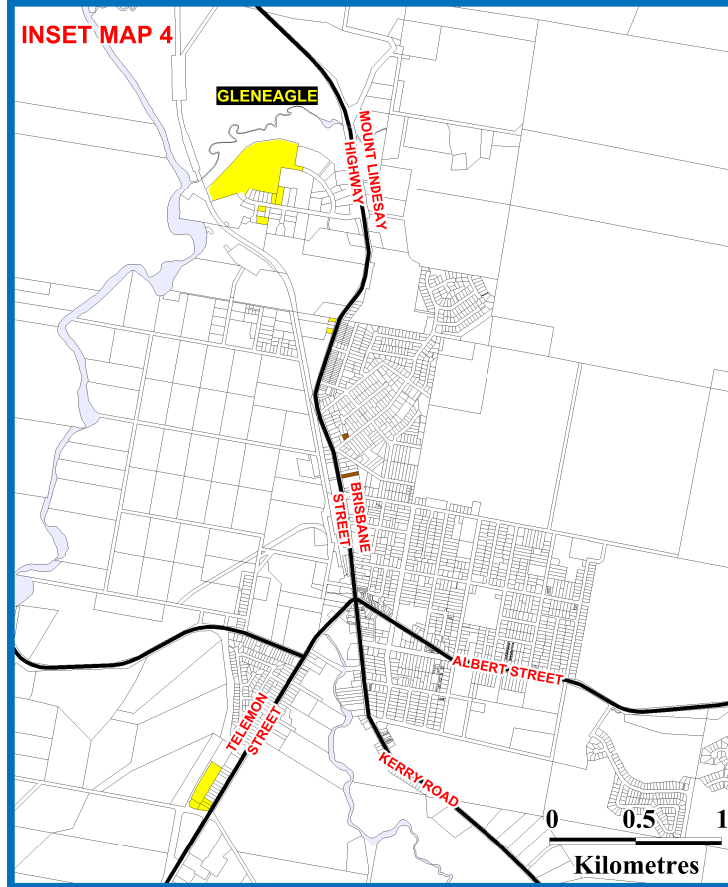 INSET MAP 4
GLENEAGLE
MOUNT LINDESAY
HIGHWAY
BRISBANE
STREET
ALBERT STREET
TELEMON
STREET
KERRY ROAD
0 0.5 1
Kilometres